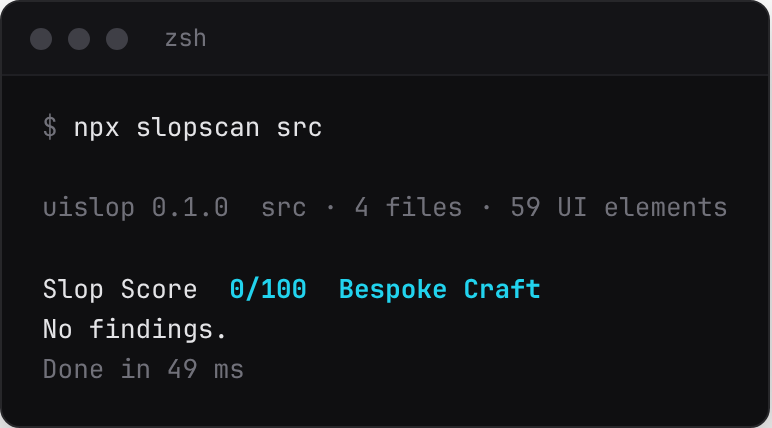 zsh
$ npx slopscan src
uislop 0.1.0  src · 4 files · 59 UI elements
Slop Score  0/100  Bespoke Craft
No findings.
Done in 49 ms